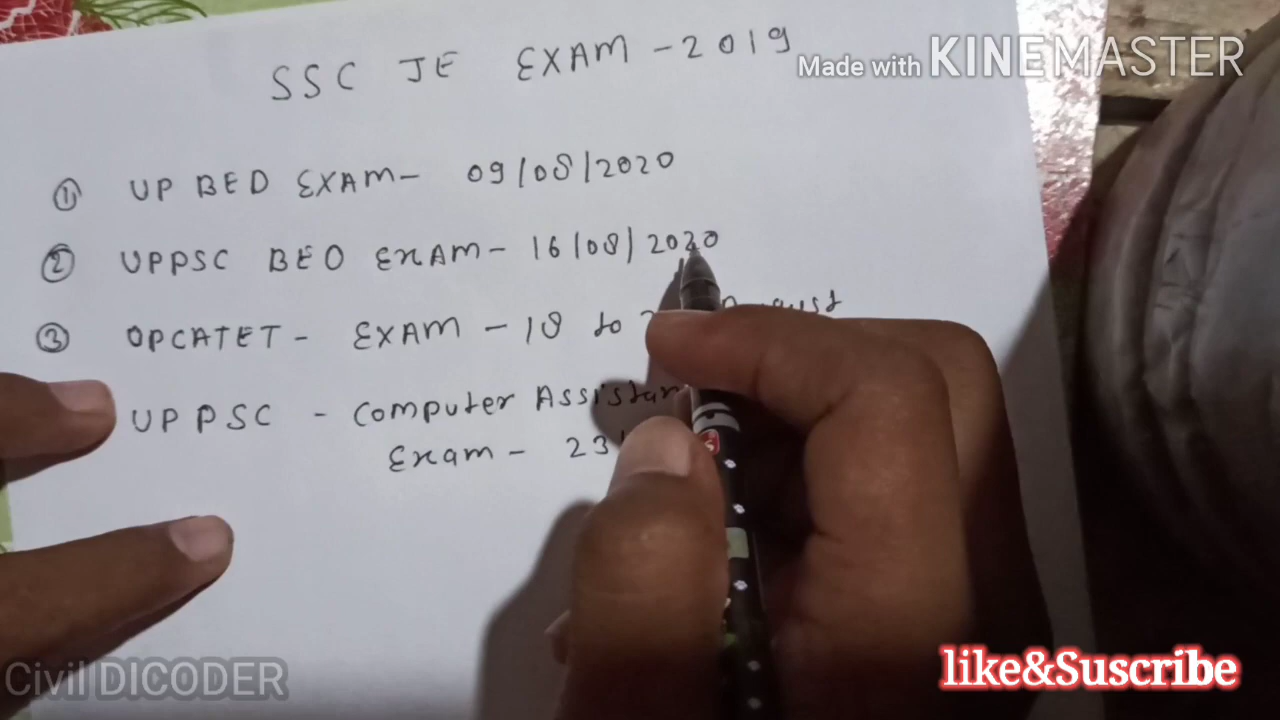 SSC JE EXAM - 2019
Made with KINEMASTER
① UP BED EXAM- 09/08/2020
② UPPSC BEO ExAM- 16/08/2020
③ OPCATET - EXAM - 18 to
UPPSC - Computer
Exam - 23
Civil DICODER
like&Suscribe